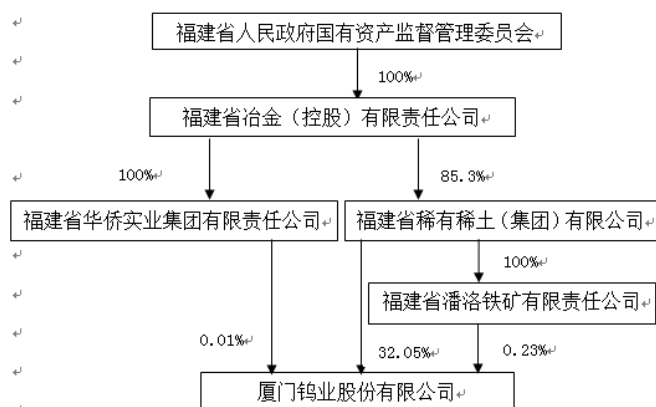 福建省人民政府国有资产监督管理委员会
100%
福建省冶金（控股）有限责任公司
100%
85.3%
福建省华侨实业集团有限责任公司
福建省稀有稀土(集团)有限公司
100%
福建省潘洛铁矿有限责任公司
0.01%
32.05%
0.23%
厦门钨业股份有限公司